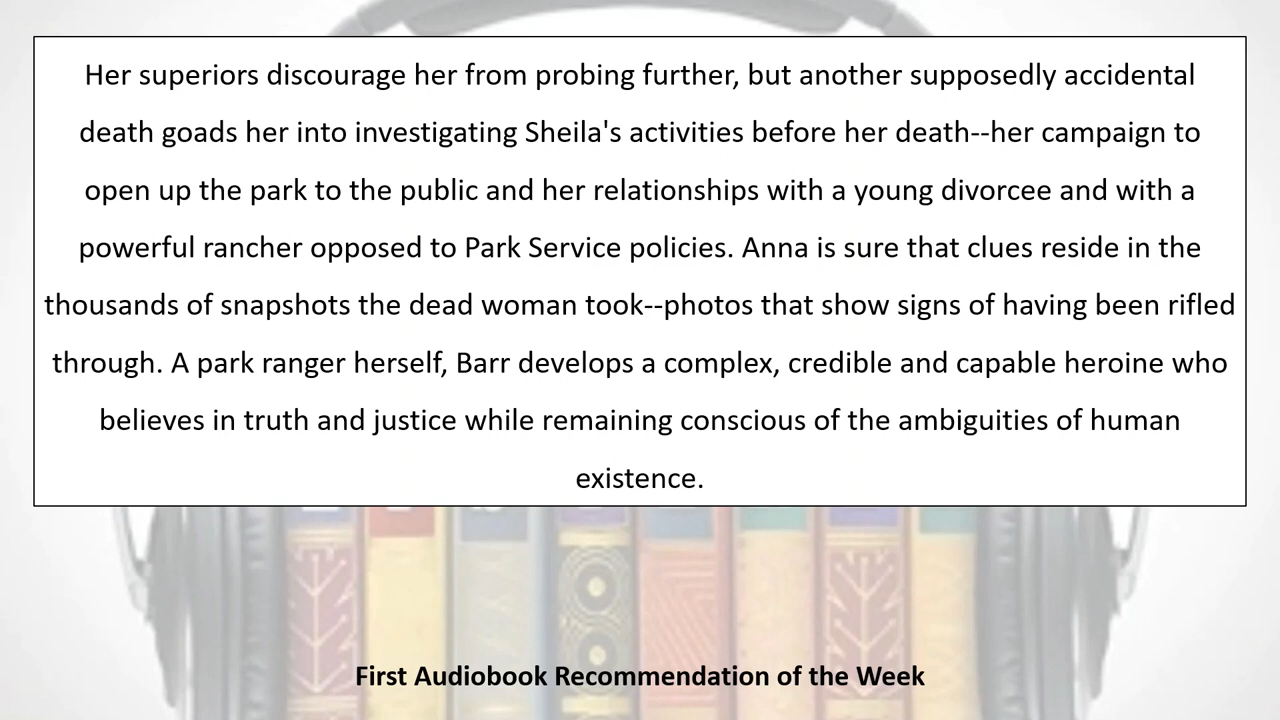 Her superiors discourage her from probing further, but another supposedly accidental
death goads her into investigating Sheila's activities before her death--her campaign to
open up the park to the public and her relationships with a young divorcee and with a
powerful rancher opposed to Park Service policies. Anna is sure that clues reside in the
thousands of snapshots the dead woman took--photos that show signs of having been rifled
through. A park ranger herself, Barr develops a complex, credible and capable heroine who
believes in truth and justice while remaining conscious of the ambiguities of human
existence.
First Audiobook Recommendation of the Week